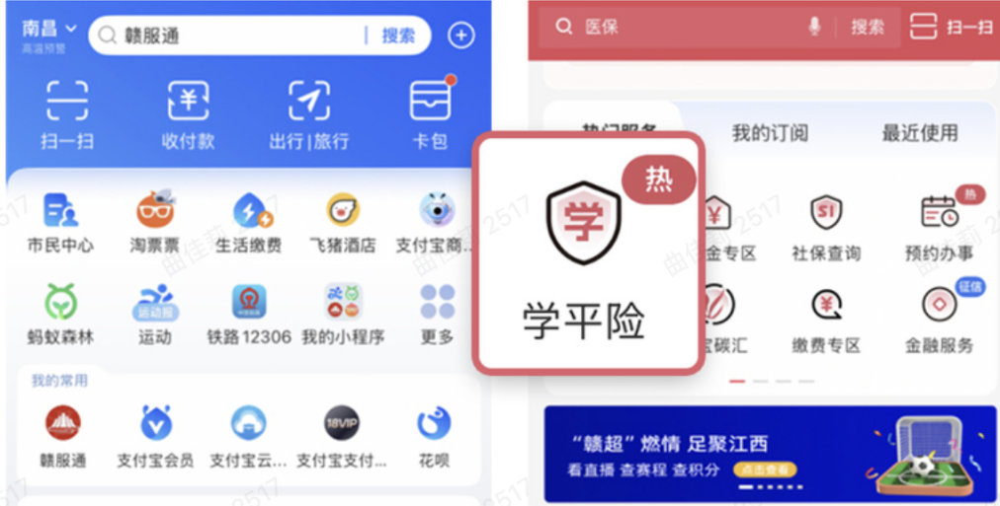 南昌
高温预警
赣服通
搜索
扫一扫
收付款
出行|旅行
卡包
市民中心
淘票票
生活缴费
飞猪酒店
支付宝商...
蚂蚁森林
运动报
运动
铁路12306
我的小程序
更多
我的常用
18VIP
赣服通
支付宝会员
支付宝云...
支付宝支付...
花呗
医保
搜索
扫一扫
热门服务
我的订阅
最近使用
学
热
学平险
金专区
SI
社保查询
热
预约办事
宝碳汇
缴费专区
征信
金融服务
“赣超”燃情 足聚江西
看直播 查赛程 查积分
点击查看
曲佳莉 2517